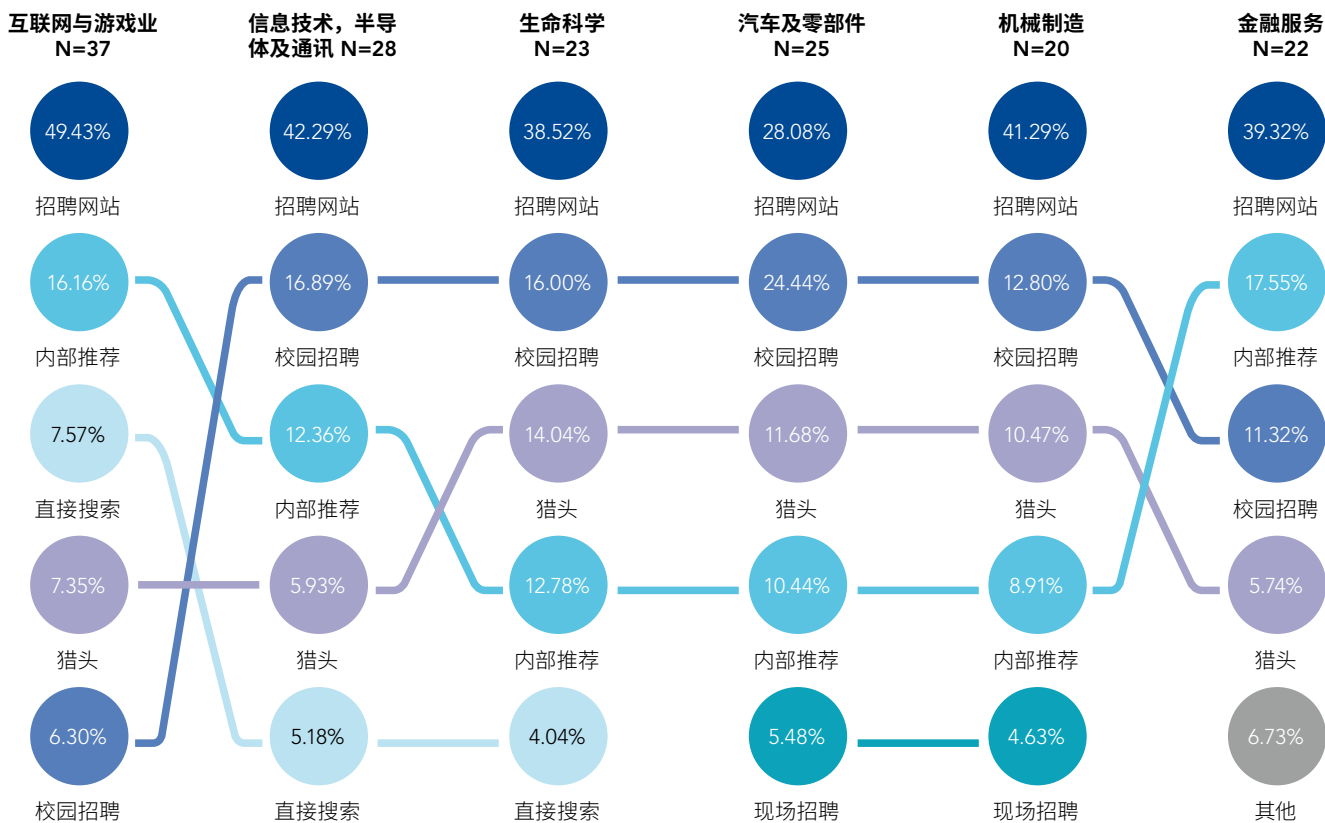 互联网与游戏业
N=37
信息技术，半导
体及通讯 N=28
生命科学
N=23
汽车及零部件
N=25
机械制造
N=20
金融服务
N=22
49.43%
42.29%
38.52%
28.08%
41.29%
39.32%
招聘网站
招聘网站
招聘网站
招聘网站
招聘网站
招聘网站
16.16%
16.89%
16.00%
24.44%
12.80%
17.55%
内部推荐
校园招聘
校园招聘
校园招聘
校园招聘
内部推荐
7.57%
12.36%
14.04%
11.68%
10.47%
11.32%
直接搜索
内部推荐
猎头
猎头
猎头
校园招聘
7.35%
5.93%
12.78%
10.44%
8.91%
5.74%
猎头
猎头
内部推荐
内部推荐
内部推荐
猎头
6.30%
5.18%
4.04%
5.48%
4.63%
6.73%
校园招聘
直接搜索
直接搜索
现场招聘
现场招聘
其他